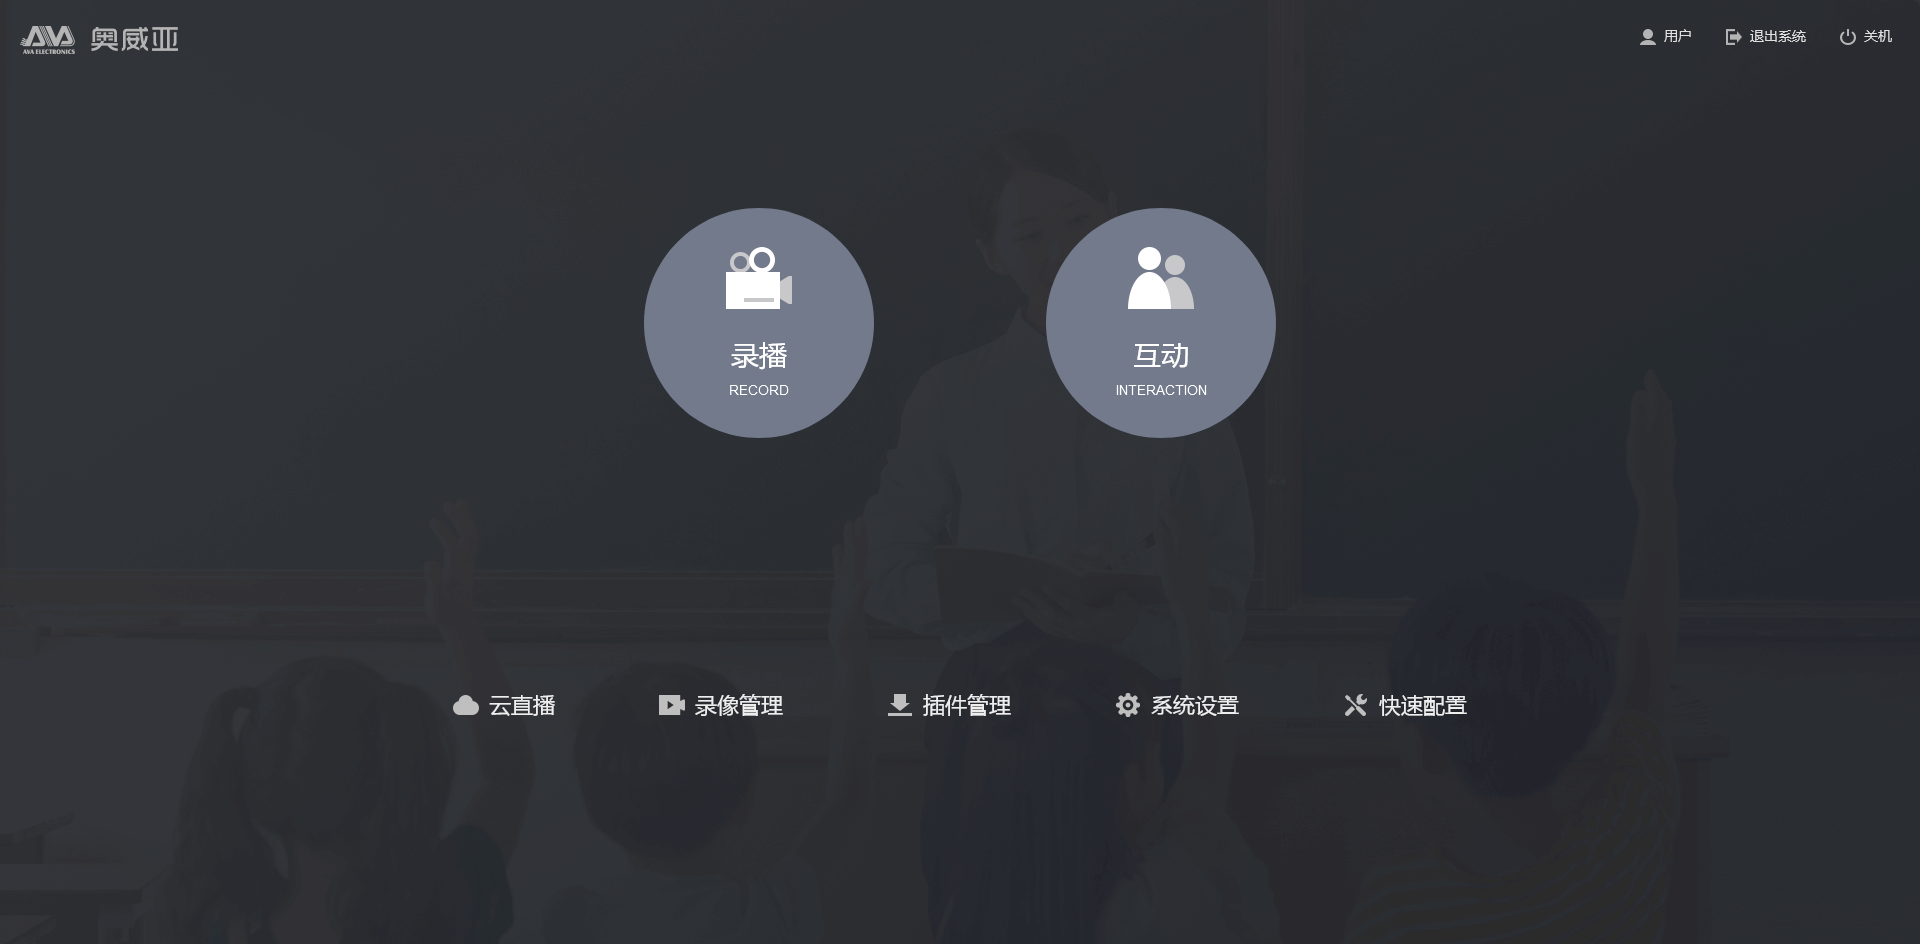 AVA ELECTRONICS 奥威亚
用户 退出系统 关机
录播
RECORD
互动
INTERACTION
云直播 录像管理 插件管理 系统设置 快速配置